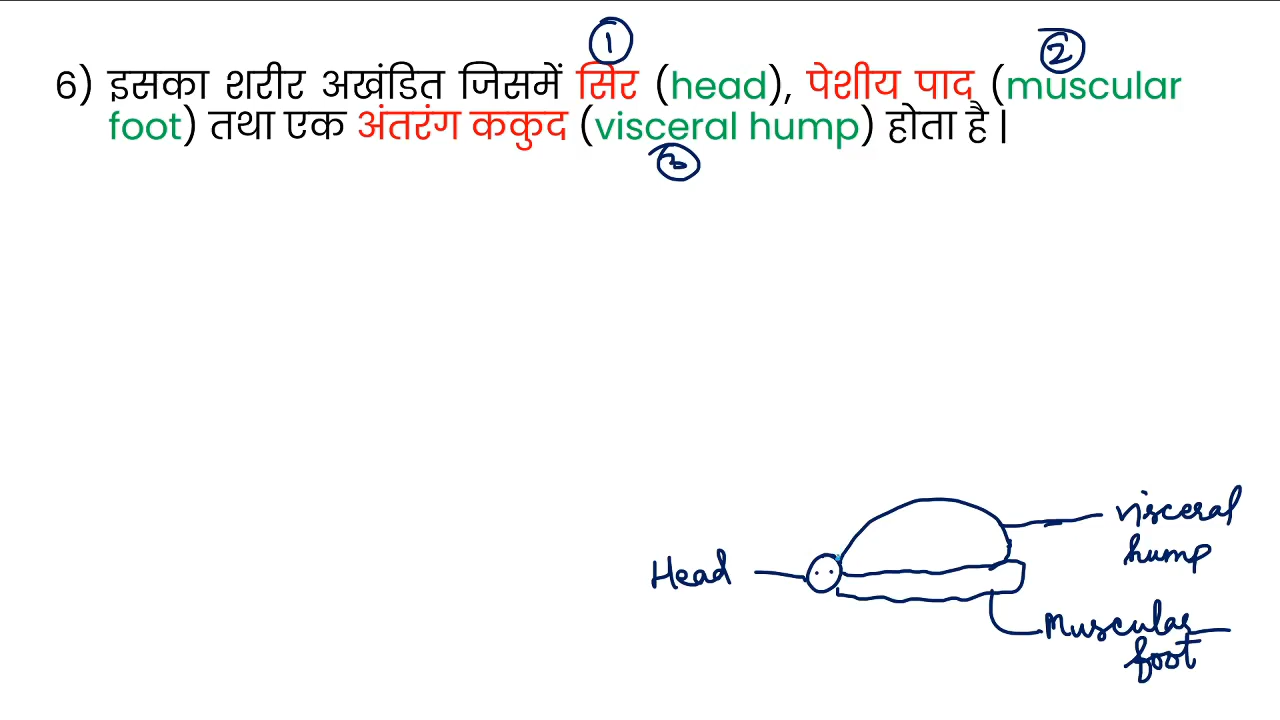 ①
②
6) इसका शरीर अखंडित जिसमें सिर (head), पेशीय पाद (muscular
foot) तथा एक अंतरंग ककुद (visceral hump) होता है।
③
visceral
hump
Head
Muscular
foot